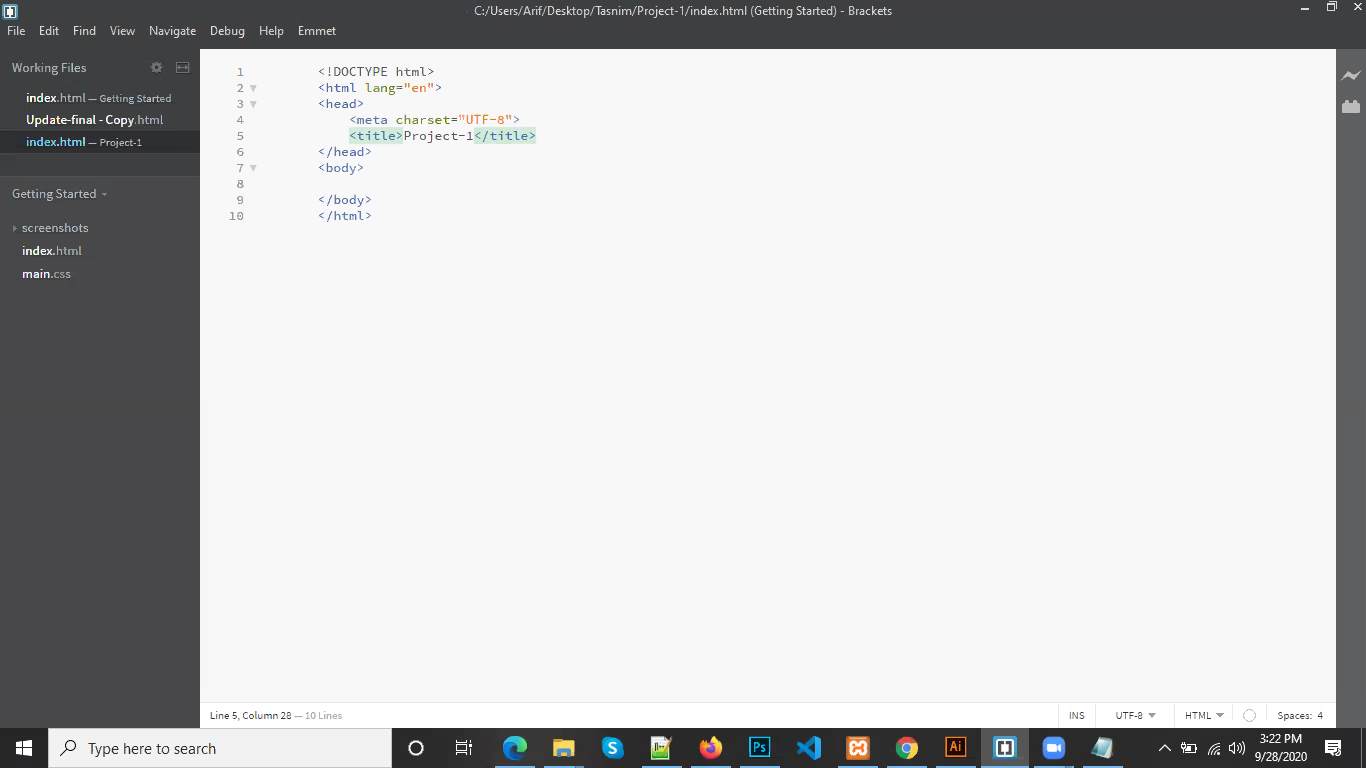 C:/Users/Arif/Desktop/Tasnim/Project-1/index.html (Getting Started) - Brackets
File Edit Find View Navigate Debug Help Emmet
Working Files
index.html — Getting Started
Update-final - Copy.html
index.html — Project-1
Getting Started
screenshots
index.html
main.css
1 <!DOCTYPE html>
2 <html lang="en">
3 <head>
4 <meta charset="UTF-8">
5 <title>Project-1</title>
6 </head>
7 <body>
8
9 </body>
10 </html>
Line 5, Column 28 — 10 Lines
INS UTF-8 HTML Spaces: 4
Type here to search
Ps
Ai
3:22 PM
9/28/2020